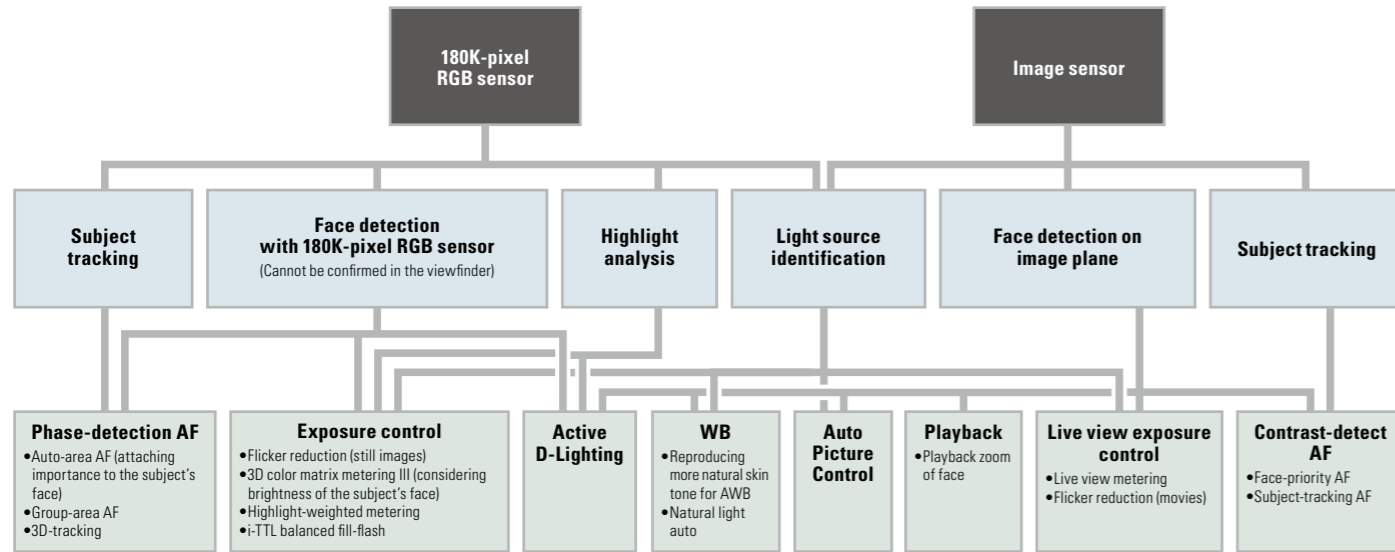 180K-pixel
RGB sensor
Image sensor
Subject
tracking
Face detection
with 180K-pixel RGB sensor
(Cannot be confirmed in the viewfinder)
Highlight
analysis
Light source
identification
Face detection on
image plane
Subject tracking
Phase-detection AF
•Auto-area AF (attaching
importance to the subject's
face)
•Group-area AF
•3D-tracking
Exposure control
•Flicker reduction (still images)
•3D color matrix metering III (considering
brightness of the subject's face)
•Highlight-weighted metering
•i-TTL balanced fill-flash
Active
D-Lighting
WB
•Reproducing
more natural skin
tone for AWB
•Natural light
auto
Auto
Picture
Control
Playback
•Playback zoom
of face
Live view exposure
control
•Live view metering
•Flicker reduction (movies)
Contrast-detect
AF
•Face-priority AF
•Subject-tracking AF